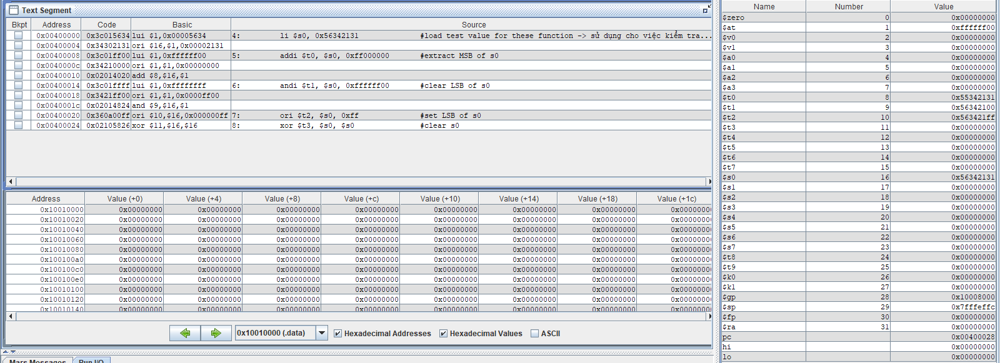 Text Segment
Bkpt Address Code Basic Source
0x00400000 0x3c015634 lui $1,0x00005634 4: li $s0, 0x56342131 #load test value for these function -> sử dụng cho việc kiểm tra...
0x00400004 0x34302131 ori $16,$1,0x00002131
0x00400008 0x3c01ff00 lui $1,0xffffff00 5: addi $t0, $s0, 0xff000000 #extract MSB of s0
0x0040000c 0x34210000 ori $1,$1,0x00000000
0x00400010 0x02014020 add $8,$16,$1
0x00400014 0x3c01ffff lui $1,0xffffffff 6: andi $t1, $s0, 0xffffff00 #clear LSB of s0
0x00400018 0x3421ff00 ori $1,$1,0x0000ff00
0x0040001c 0x02014824 and $9,$16,$1
0x00400020 0x360a00ff ori $10,$16,0x000000ff 7: ori $t2, $s0, 0xff #set LSB of s0
0x00400024 0x02105826 xor $11,$16,$16 8: xor $t3, $s0, $s0 #clear s0
Address Value (+0) Value (+4) Value (+8) Value (+c) Value (+10) Value (+14) Value (+18) Value (+1c)
0x10010000 0x00000000 0x00000000 0x00000000 0x00000000 0x00000000 0x00000000 0x00000000 0x00000000
0x10010020 0x00000000 0x00000000 0x00000000 0x00000000 0x00000000 0x00000000 0x00000000 0x00000000
0x10010040 0x00000000 0x00000000 0x00000000 0x00000000 0x00000000 0x00000000 0x00000000 0x00000000
0x10010060 0x00000000 0x00000000 0x00000000 0x00000000 0x00000000 0x00000000 0x00000000 0x00000000
0x10010080 0x00000000 0x00000000 0x00000000 0x00000000 0x00000000 0x00000000 0x00000000 0x00000000
0x100100a0 0x00000000 0x00000000 0x00000000 0x00000000 0x00000000 0x00000000 0x00000000 0x00000000
0x100100c0 0x00000000 0x00000000 0x00000000 0x00000000 0x00000000 0x00000000 0x00000000 0x00000000
0x100100e0 0x00000000 0x00000000 0x00000000 0x00000000 0x00000000 0x00000000 0x00000000 0x00000000
0x10010100 0x00000000 0x00000000 0x00000000 0x00000000 0x00000000 0x00000000 0x00000000 0x00000000
0x10010120 0x00000000 0x00000000 0x00000000 0x00000000 0x00000000 0x00000000 0x00000000 0x00000000
0x10010140 0x00000000 0x00000000 0x00000000 0x00000000 0x00000000 0x00000000 0x00000000 0x00000000
0x10010000 (.data) Hexadecimal Addresses Hexadecimal Values ASCII
Mars Messages Run I/O
Name Number Value
$zero 0 0x00000000
$at 1 0xffffff00
$v0 2 0x00000000
$v1 3 0x00000000
$a0 4 0x00000000
$a1 5 0x00000000
$a2 6 0x00000000
$a3 7 0x00000000
$t0 8 0x55342131
$t1 9 0x56342100
$t2 10 0x563421ff
$t3 11 0x00000000
$t4 12 0x00000000
$t5 13 0x00000000
$t6 14 0x00000000
$t7 15 0x00000000
$s0 16 0x56342131
$s1 17 0x00000000
$s2 18 0x00000000
$s3 19 0x00000000
$s4 20 0x00000000
$s5 21 0x00000000
$s6 22 0x00000000
$s7 23 0x00000000
$t8 24 0x00000000
$t9 25 0x00000000
$k0 26 0x00000000
$k1 27 0x00000000
$gp 28 0x10008000
$sp 29 0x7fffeffc
$fp 30 0x00000000
$ra 31 0x00000000
pc 0x00400028
hi 0x00000000
lo 0x00000000